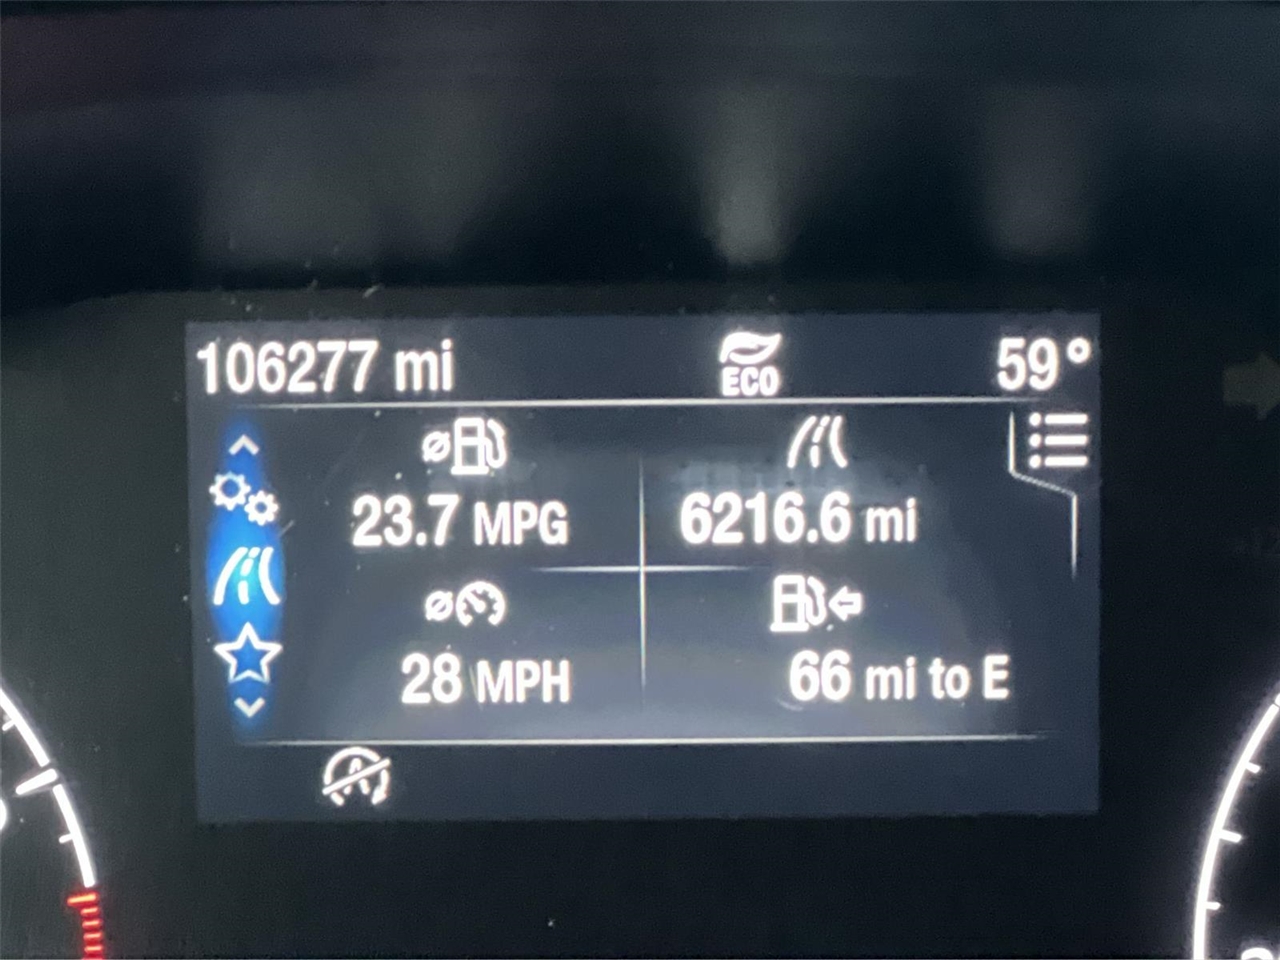 106277 mi
ECO
59°
23.7 MPG
6216.6 mi
28 MPH
66 mi to E